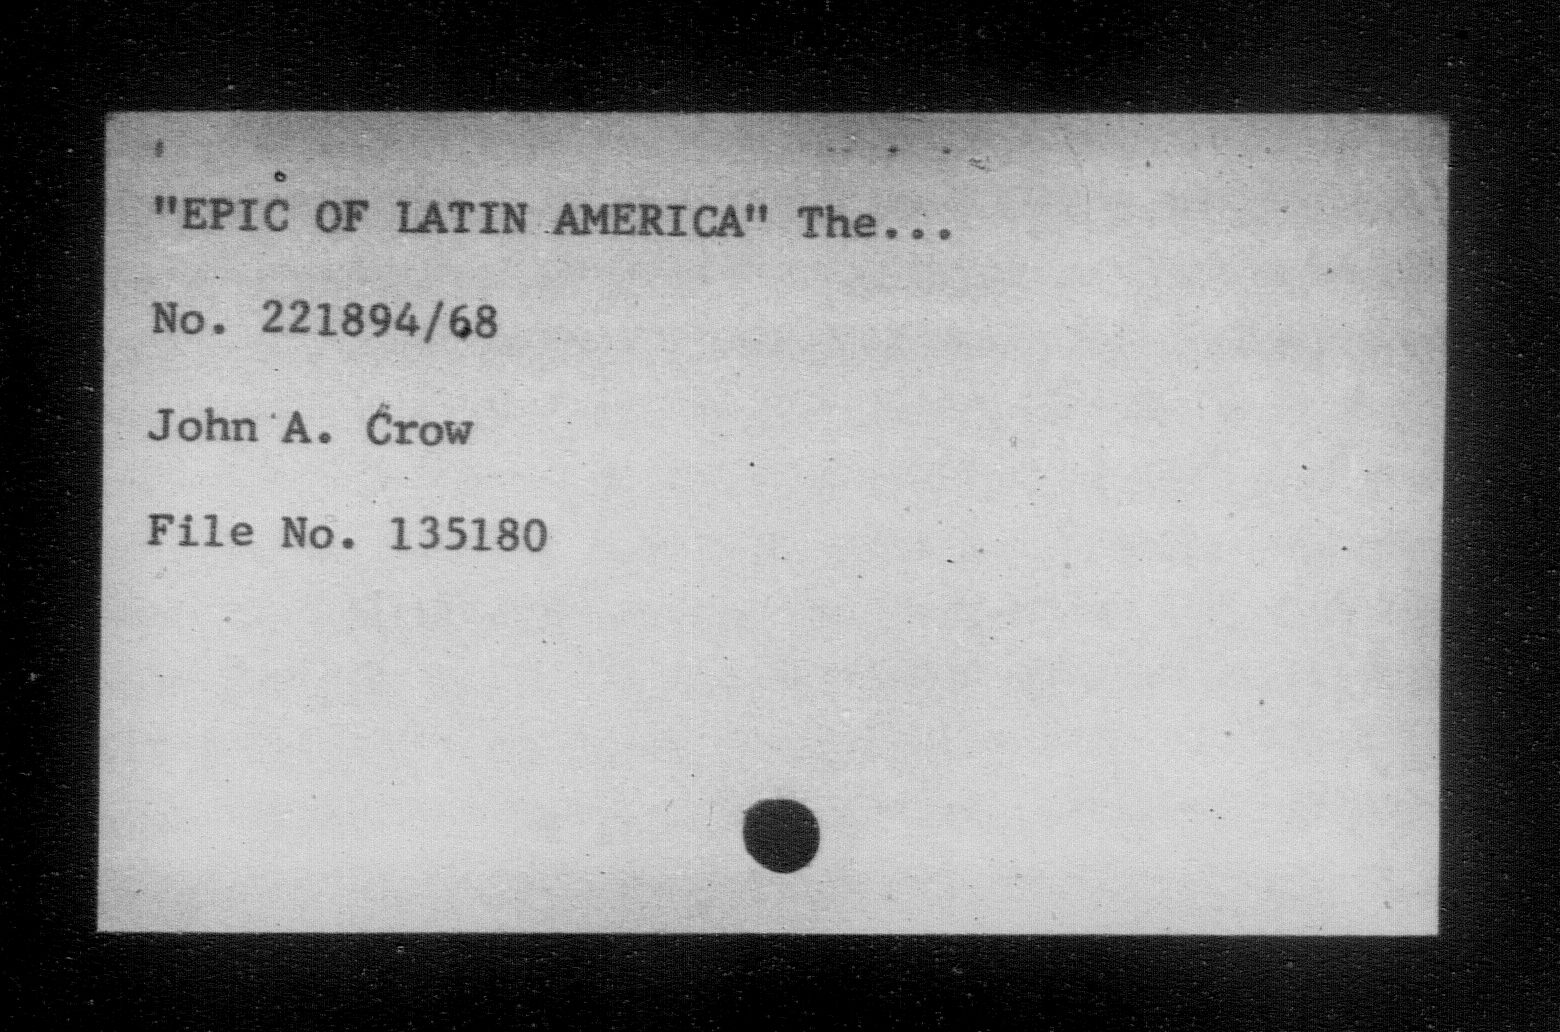 "EPIC OF LATIN AMERICA" The...
No. 221894/68
John A. Crow
File No. 135180